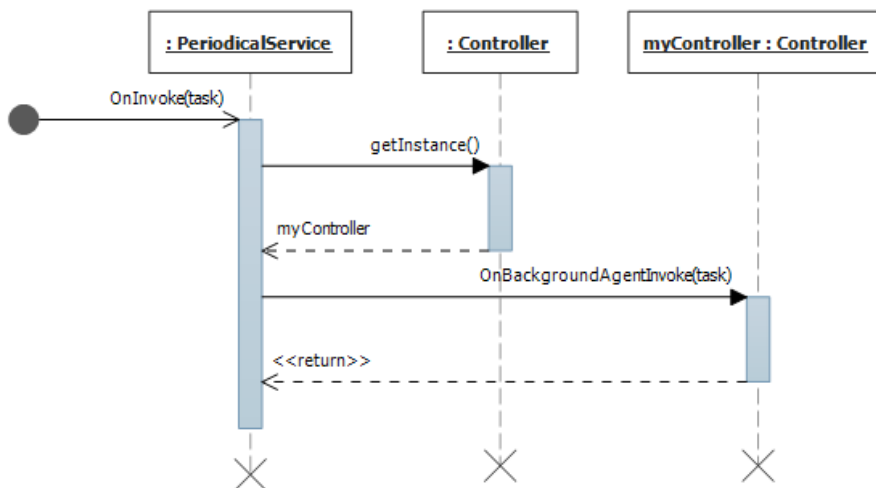 : PeriodicalService
: Controller
myController : Controller
OnInvoke(task)
getInstance()
myController
OnBackgroundAgentInvoke(task)
<<return>>